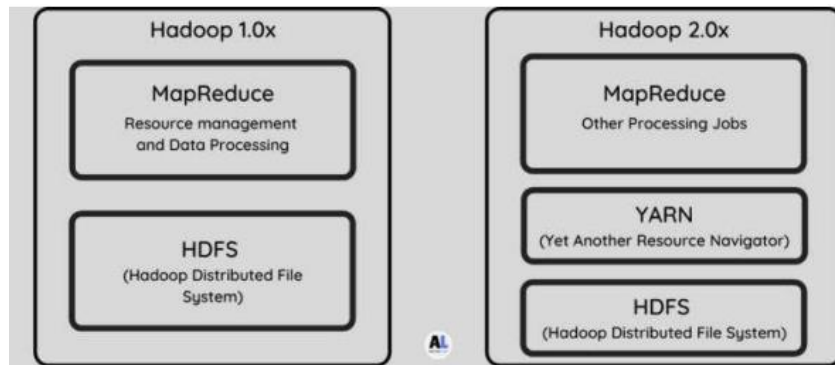 Hadoop 1.0x
MapReduce
Resource management
and Data Processing
HDFS
(Hadoop Distributed File
System)
Hadoop 2.0x
MapReduce
Other Processing Jobs
YARN
(Yet Another Resource Navigator)
HDFS
(Hadoop Distributed File System)
AL